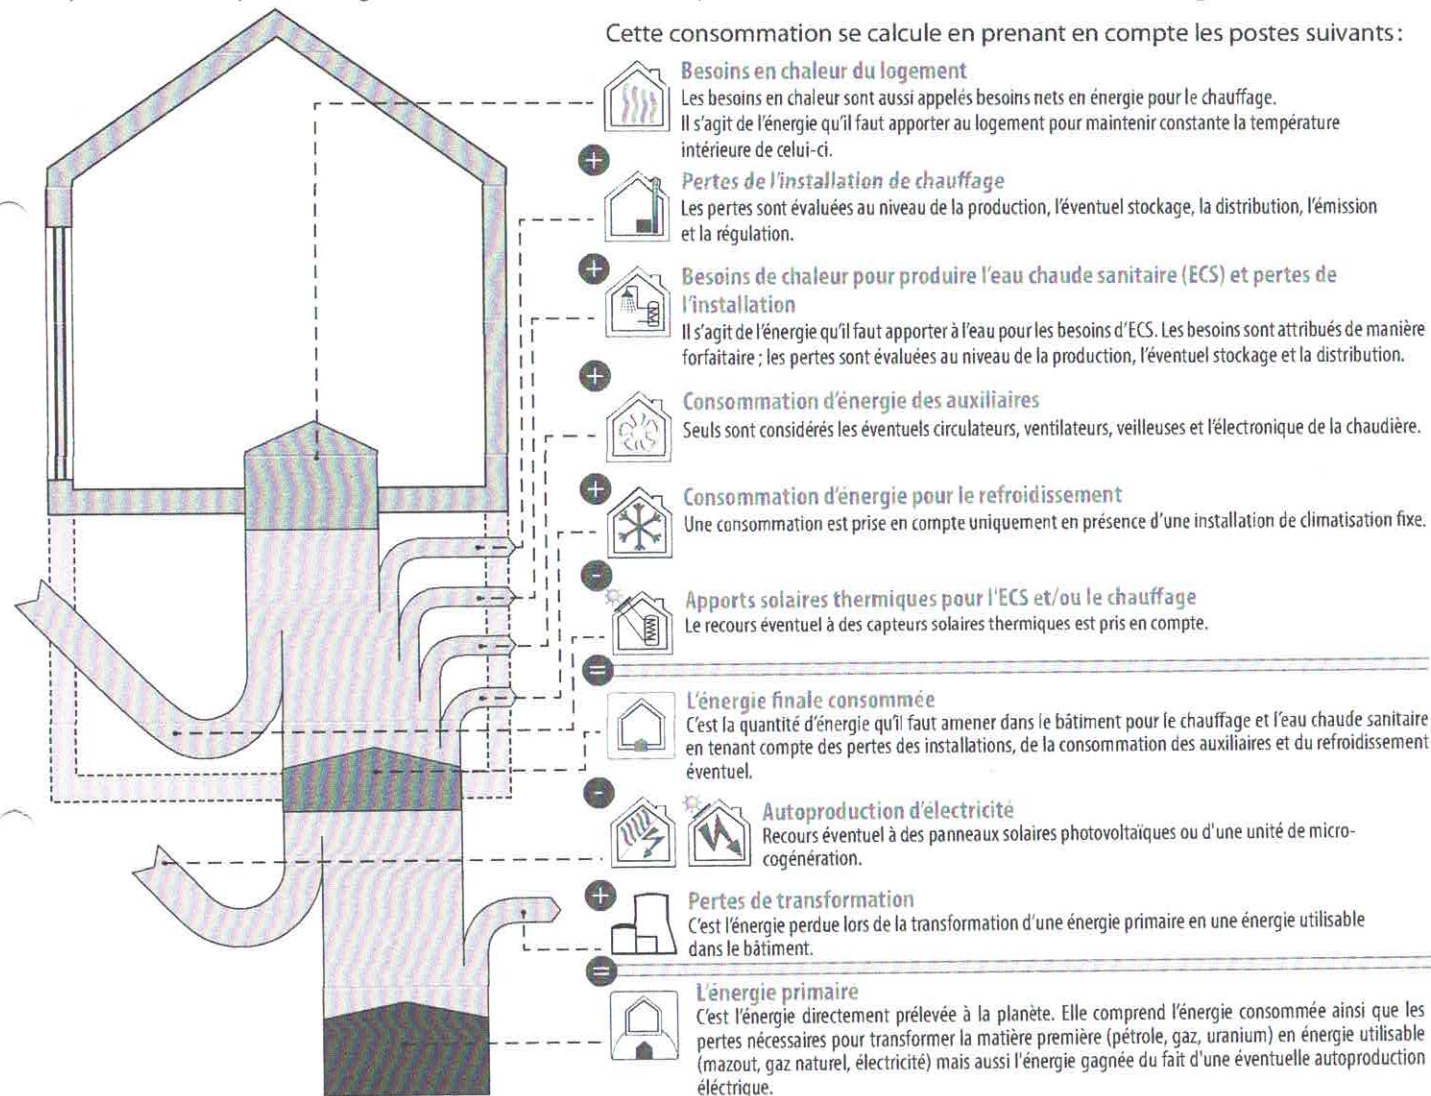 Cette consommation se calcule en prenant en compte les postes suivants :
Besoins en chaleur du logement
Les besoins en chaleur sont aussi appelés besoins nets en énergie pour le chauffage.
Il s'agit de l'énergie qu'il faut apporter au logement pour maintenir constante la température
intérieure de celui-ci.
+
Pertes de l'installation de chauffage
Les pertes sont évaluées au niveau de la production, l'éventuel stockage, la distribution, l'émission
et la régulation.
+
Besoins de chaleur pour produire l'eau chaude sanitaire (ECS) et pertes de
l'installation
Il s'agit de l'énergie qu'il faut apporter à l'eau pour les besoins d'ECS. Les besoins sont attribués de manière
forfaitaire ; les pertes sont évaluées au niveau de la production, l'éventuel stockage et la distribution.
+
Consommation d'énergie des auxiliaires
Seuls sont considérés les éventuels circulateurs, ventilateurs, veilleuses et l'électronique de la chaudière.
+
Consommation d'énergie pour le refroidissement
Une consommation est prise en compte uniquement en présence d'une installation de climatisation fixe.
-
Apports solaires thermiques pour l'ECS et/ou le chauffage
Le recours éventuel à des capteurs solaires thermiques est pris en compte.
=
L'énergie finale consommée
C'est la quantité d'énergie qu'il faut amener dans le bâtiment pour le chauffage et l'eau chaude sanitaire
en tenant compte des pertes des installations, de la consommation des auxiliaires et du refroidissement
éventuel.
-
Autoproduction d'électricité
Recours éventuel à des panneaux solaires photovoltaïques ou d'une unité de micro-
cogénération.
+
Pertes de transformation
C'est l'énergie perdue lors de la transformation d'une énergie primaire en une énergie utilisable
dans le bâtiment.
=
L'énergie primaire
C'est l'énergie directement prélevée à la planète. Elle comprend l'énergie consommée ainsi que les
pertes nécessaires pour transformer la matière première (pétrole, gaz, uranium) en énergie utilisable
(mazout, gaz naturel, électricité) mais aussi l'énergie gagnée du fait d'une éventuelle autoproduction
éléctrique.